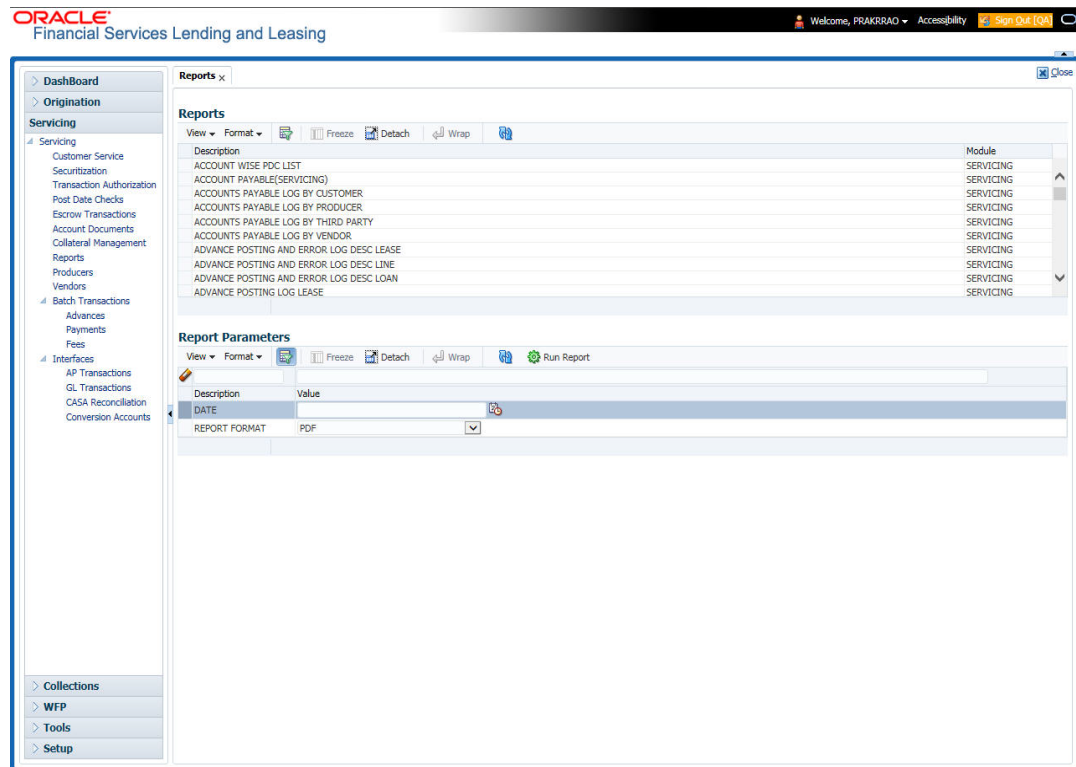 ORACLE
Financial Services Lending and Leasing
Welcome, PRAKRRAO Accessibility Sign Out [QA]
Reports
Close
DashBoard
Origination
Servicing
Servicing
Customer Service
Securitization
Transaction Authorization
Post Date Checks
Escrow Transactions
Account Documents
Collateral Management
Reports
Producers
Vendors
Batch Transactions
Advances
Payments
Fees
Interfaces
AP Transactions
GL Transactions
CASA Reconciliation
Conversion Accounts
Collections
WFP
Tools
Setup
Reports
View Format Freeze Detach Wrap
Description Module
ACCOUNT WISE PDC LIST SERVICING
ACCOUNT PAYABLE(SERVICING) SERVICING
ACCOUNTS PAYABLE LOG BY CUSTOMER SERVICING
ACCOUNTS PAYABLE LOG BY PRODUCER SERVICING
ACCOUNTS PAYABLE LOG BY THIRD PARTY SERVICING
ACCOUNTS PAYABLE LOG BY VENDOR SERVICING
ADVANCE POSTING AND ERROR LOG DESC LEASE SERVICING
ADVANCE POSTING AND ERROR LOG DESC LINE SERVICING
ADVANCE POSTING AND ERROR LOG DESC LOAN SERVICING
ADVANCE POSTING LOG LEASE SERVICING
Report Parameters
View Format Freeze Detach Wrap Run Report
Description Value
DATE
REPORT FORMAT PDF